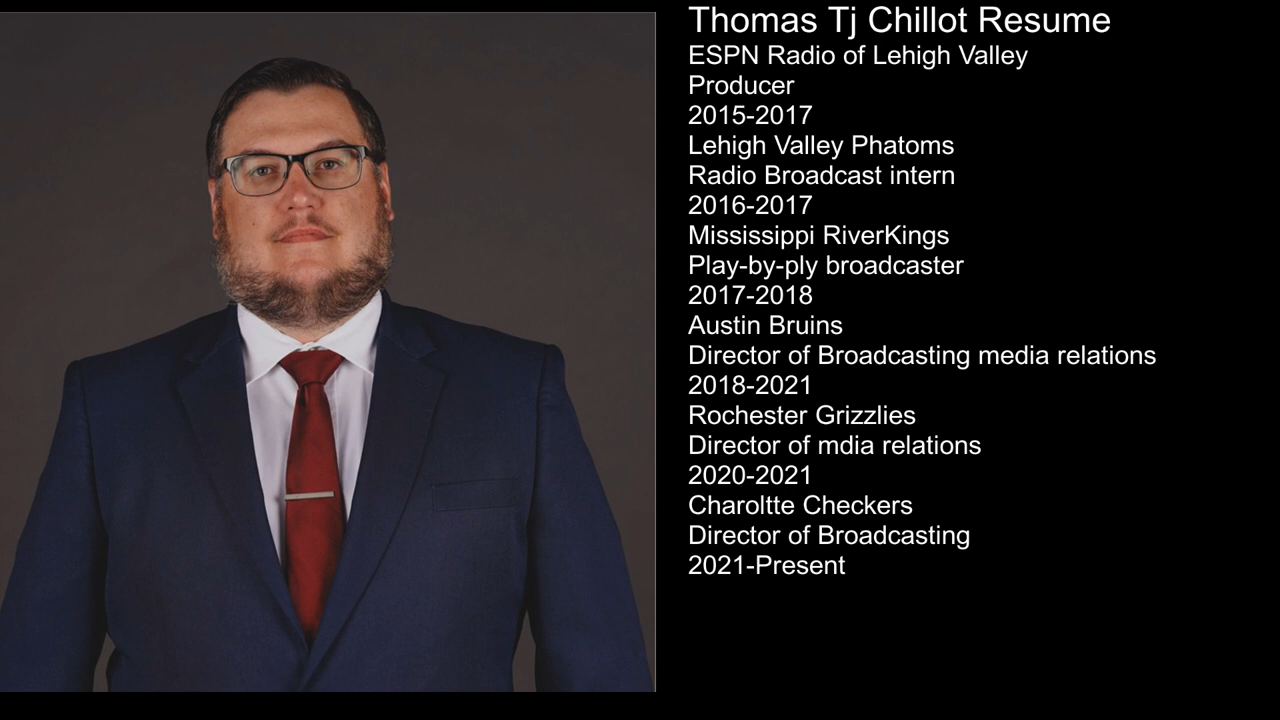 Thomas Tj Chillot Resume
ESPN Radio of Lehigh Valley
Producer
2015-2017
Lehigh Valley Phatoms
Radio Broadcast intern
2016-2017
Mississippi RiverKings
Play-by-ply broadcaster
2017-2018
Austin Bruins
Director of Broadcasting media relations
2018-2021
Rochester Grizzlies
Director of mdia relations
2020-2021
Charoltte Checkers
Director of Broadcasting
2021-Present